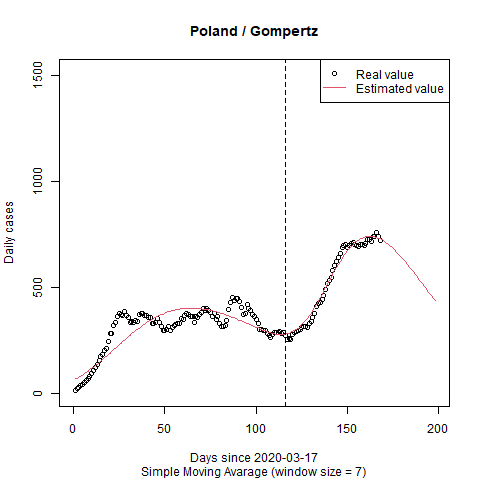 Poland / Gompertz
Real value
Estimated value
Daily cases
1500
1000
500
0
0
50
100
150
200
Days since 2020-03-17
Simple Moving Avarage (window size = 7)